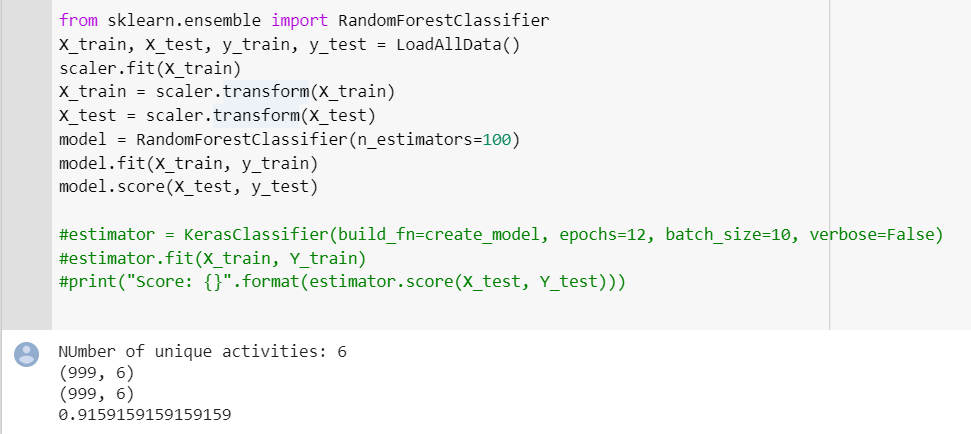 from sklearn.ensemble import RandomForestClassifier
X_train, X_test, y_train, y_test = LoadAllData()
scaler.fit(X_train)
X_train = scaler.transform(X_train)
X_test = scaler.transform(X_test)
model = RandomForestClassifier(n_estimators=100)
model.fit(X_train, y_train)
model.score(X_test, y_test)
#estimator = KerasClassifier(build_fn=create_model, epochs=12, batch_size=10, verbose=False)
#estimator.fit(X_train, Y_train)
#print("Score: {}".format(estimator.score(X_test, Y_test)))
NUmber of unique activities: 6
(999, 6)
(999, 6)
0.9159159159159159